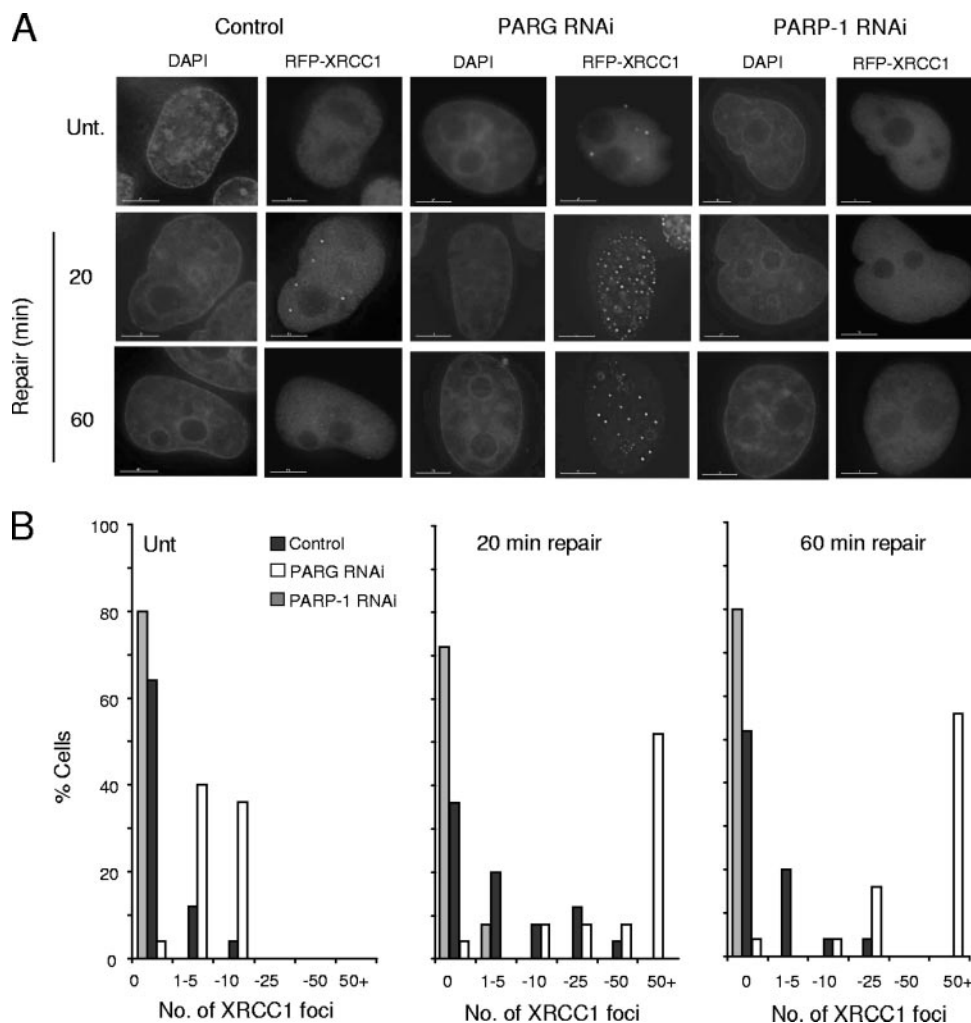 A
Control
PARG RNAi
PARP-1 RNAi
DAPI
RFP-XRCC1
DAPI
RFP-XRCC1
DAPI
RFP-XRCC1
Unt.
Repair (min)
20
60
B
100
80
60
40
20
0
% Cells
Unt
Control
PARG RNAi
PARP-1 RNAi
20 min repair
60 min repair
0 1-5 -10 -25 -50 50+
0 1-5 -10 -25 -50 50+
0 1-5 -10 -25 -50 50+
No. of XRCC1 foci
No. of XRCC1 foci
No. of XRCC1 foci